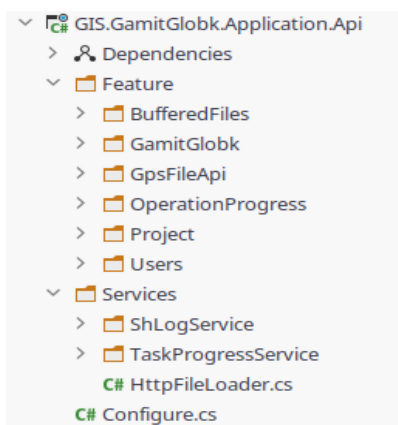 C# GIS.GamitGlobk.Application.Api
Dependencies
Feature
BufferedFiles
GamitGlobk
GpsFileApi
OperationProgress
Project
Users
Services
ShLogService
TaskProgressService
C# HttpFileLoader.cs
C# Configure.cs